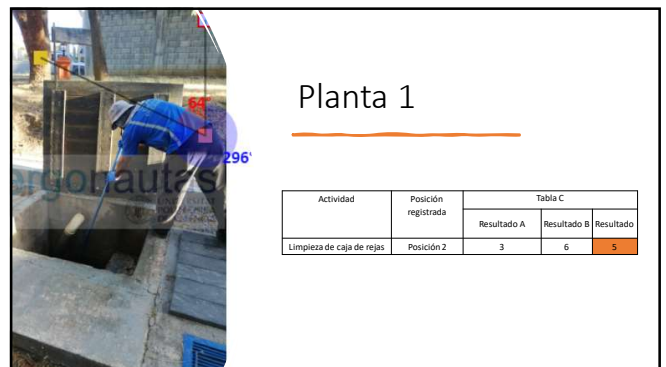 Planta 1
64°
296°
ergonautas
Actividad
Posición registrada
Tabla C
Resultado A
Resultado B
Resultado
Limpieza de caja de rejas
Posición 2
3
6
5